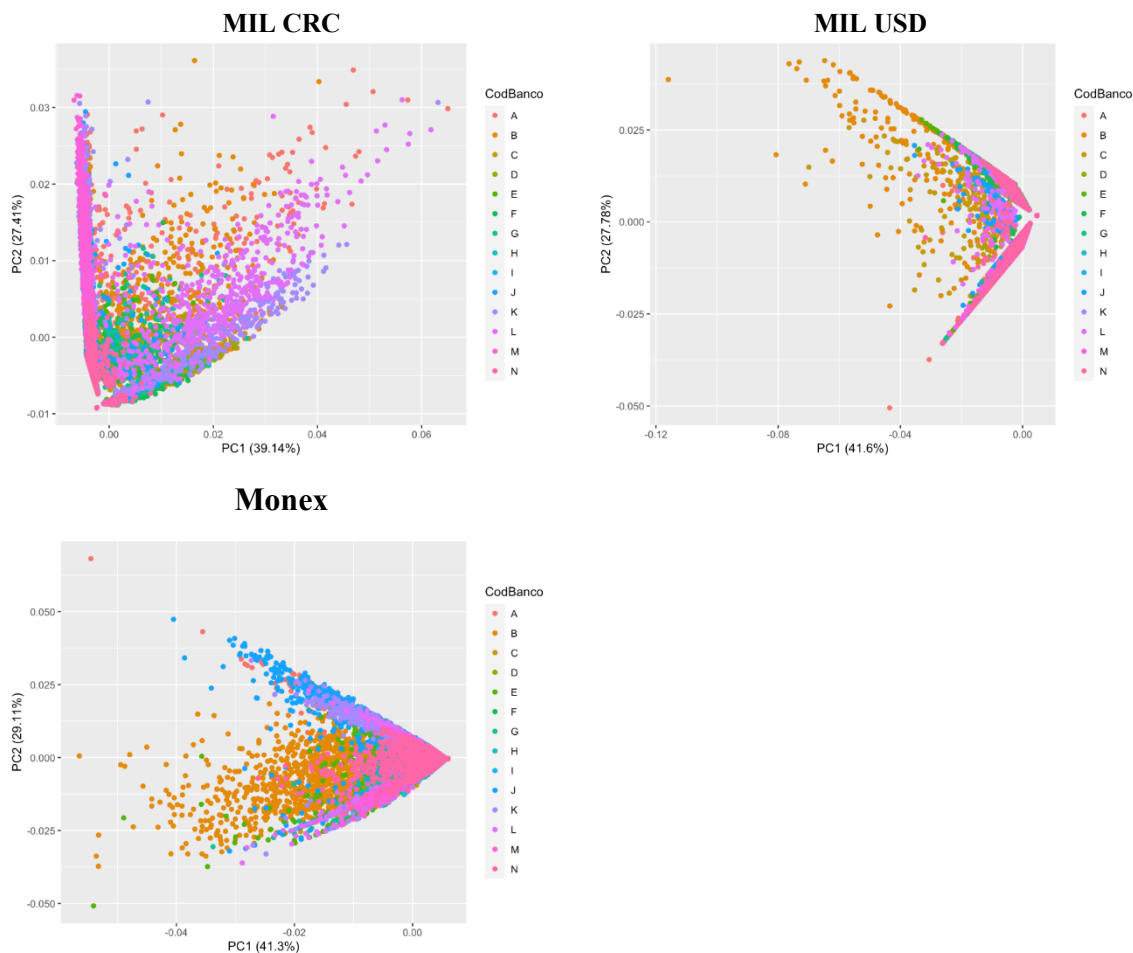 MIL CRC
PC2 (27.41%)
0.03
0.02
0.01
0.00
-0.01
0.00
0.02
0.04
0.06
PC1 (39.14%)
CodBanco
A
B
C
D
E
F
G
H
I
J
K
L
M
N
MIL USD
PC2 (27.78%)
0.025
0.000
-0.025
-0.050
-0.12
-0.08
-0.04
0.00
PC1 (41.6%)
CodBanco
A
B
C
D
E
F
G
H
I
J
K
L
M
N
Monex
PC2 (29.11%)
0.050
0.025
0.000
-0.025
-0.050
-0.04
-0.02
0.00
PC1 (41.3%)
CodBanco
A
B
C
D
E
F
G
H
I
J
K
L
M
N